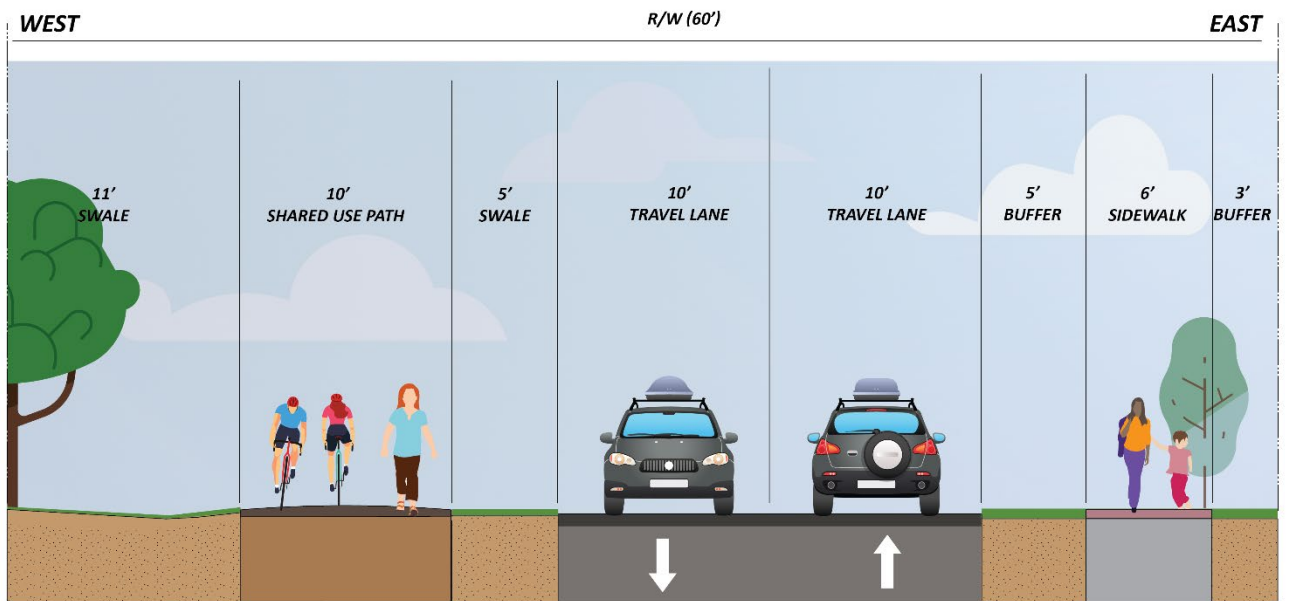 WEST
R/W (60’)
EAST
11’
SWALE
10’
SHARED USE PATH
5’
SWALE
10’
TRAVEL LANE
10’
TRAVEL LANE
5’
BUFFER
6’
SIDEWALK
3’
BUFFER